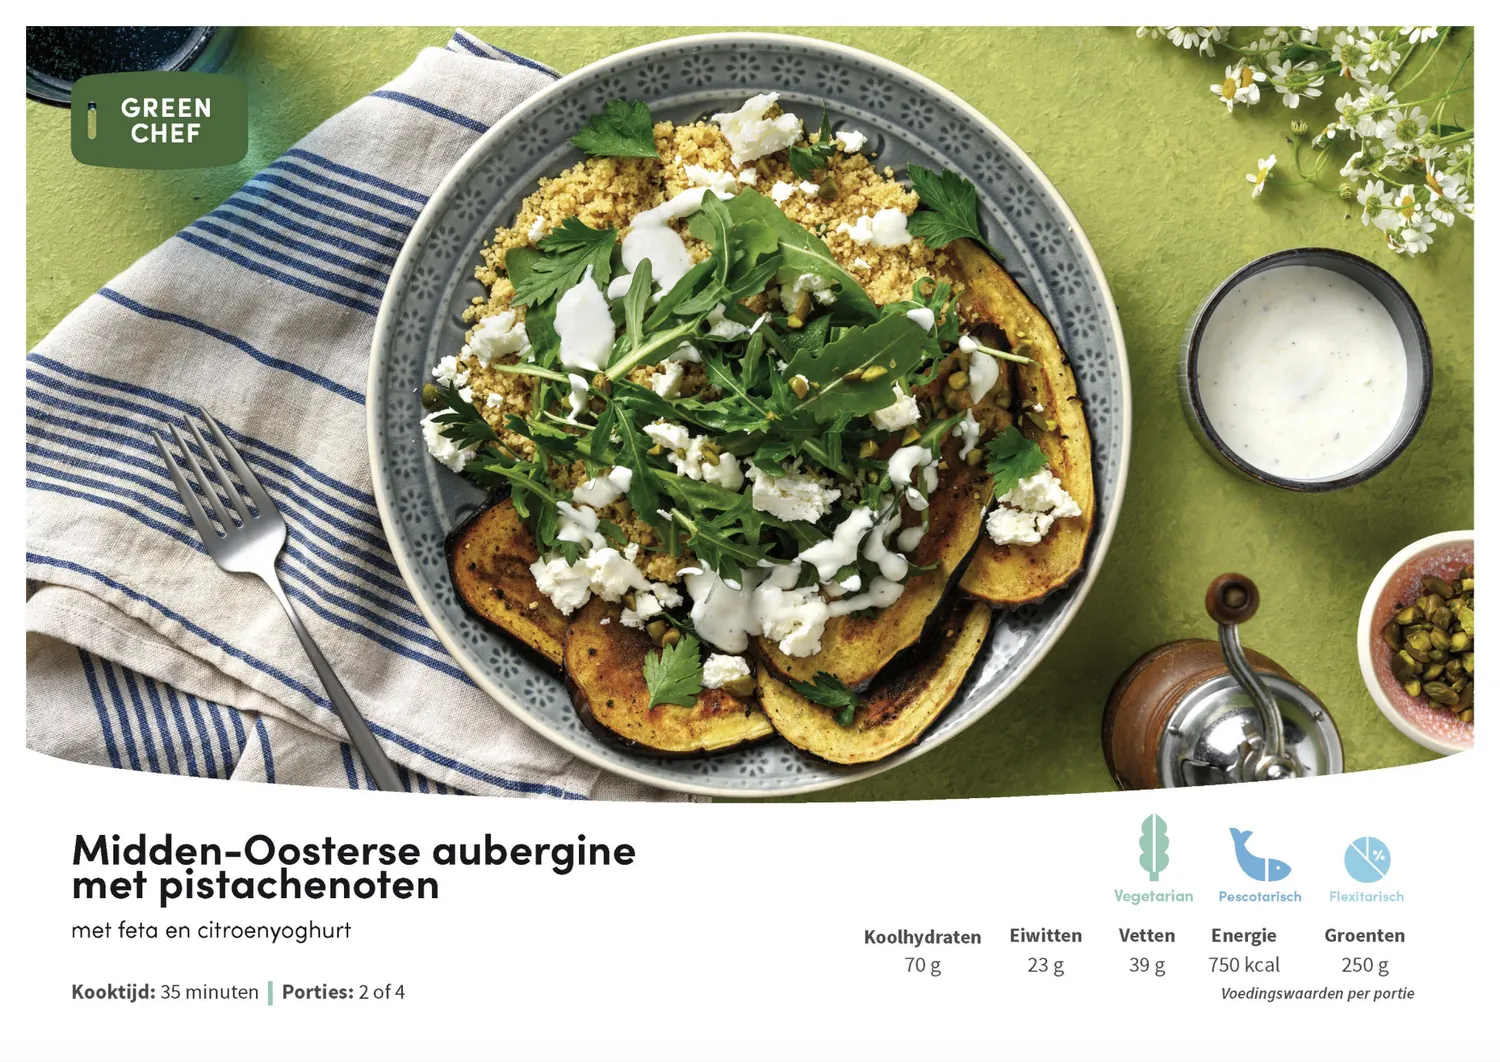 GREEN
CHEF
Midden-Oosterse aubergine
met pistachenoten
met feta en citroenyoghurt
Kooktijd: 35 minuten | Porties: 2 of 4
Vegetarian
Pescotarisch
Flexitarisch
%
Koolhydraten Eiwitten Vetten Energie Groenten
70 g 23 g 39 g 750 kcal 250 g
Voedingswaarden per portie